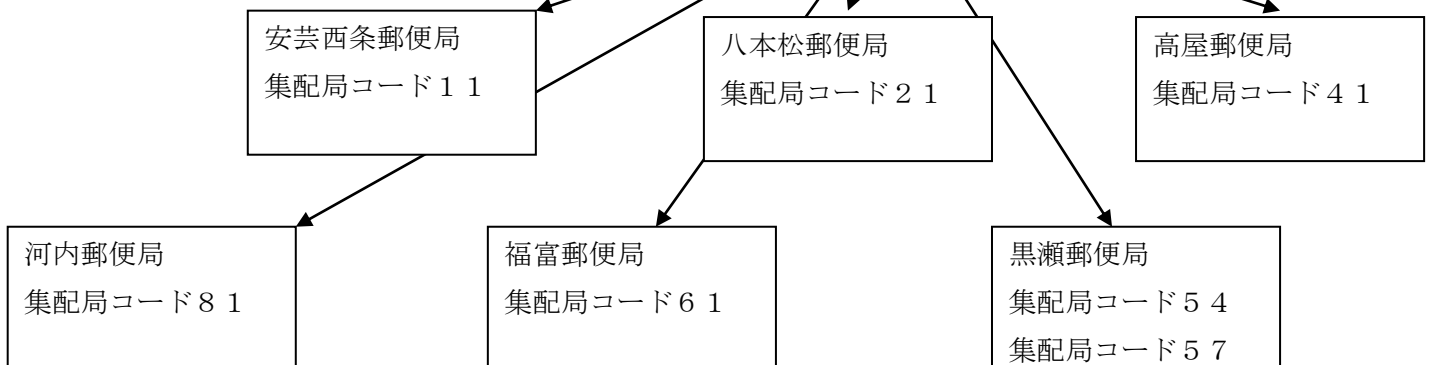 安芸西条郵便局
集配局コード１１
八本松郵便局
集配局コード２１
高屋郵便局
集配局コード４１
河内郵便局
集配局コード８１
福富郵便局
集配局コード６１
黒瀬郵便局
集配局コード５４
集配局コード５７